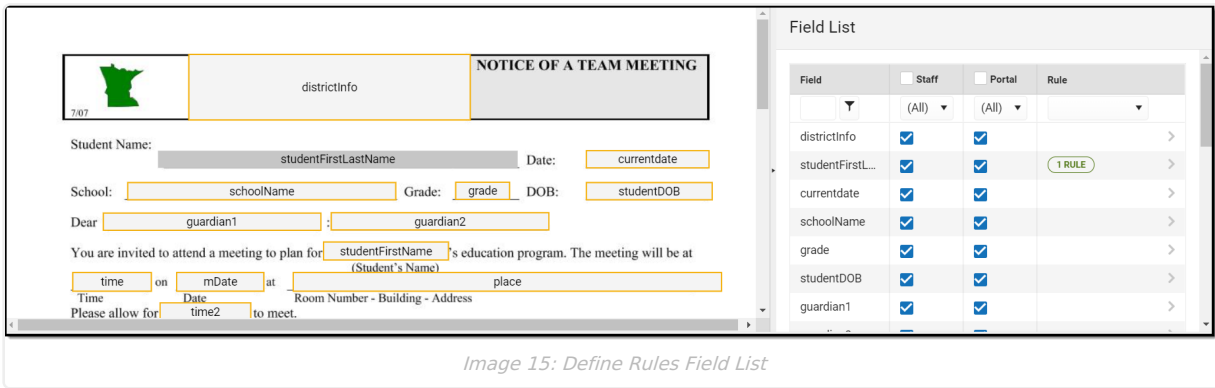 NOTICE OF A TEAM MEETING
districtInfo
7/07
Student Name:
studentFirstLastName
Date:
currentdate
School:
schoolName
Grade:
grade
DOB:
studentDOB
Dear
guardian1
:
guardian2
You are invited to attend a meeting to plan for studentFirstName 's education program. The meeting will be at
(Student's Name)
time on mDate at place
Time Date Room Number - Building - Address
Please allow for time2 to meet.
Field List
Field Staff Portal Rule
(All) (All)
districtInfo
studentFirstL... 1 RULE
currentdate
schoolName
grade
studentDOB
guardian1
Image 15: Define Rules Field List